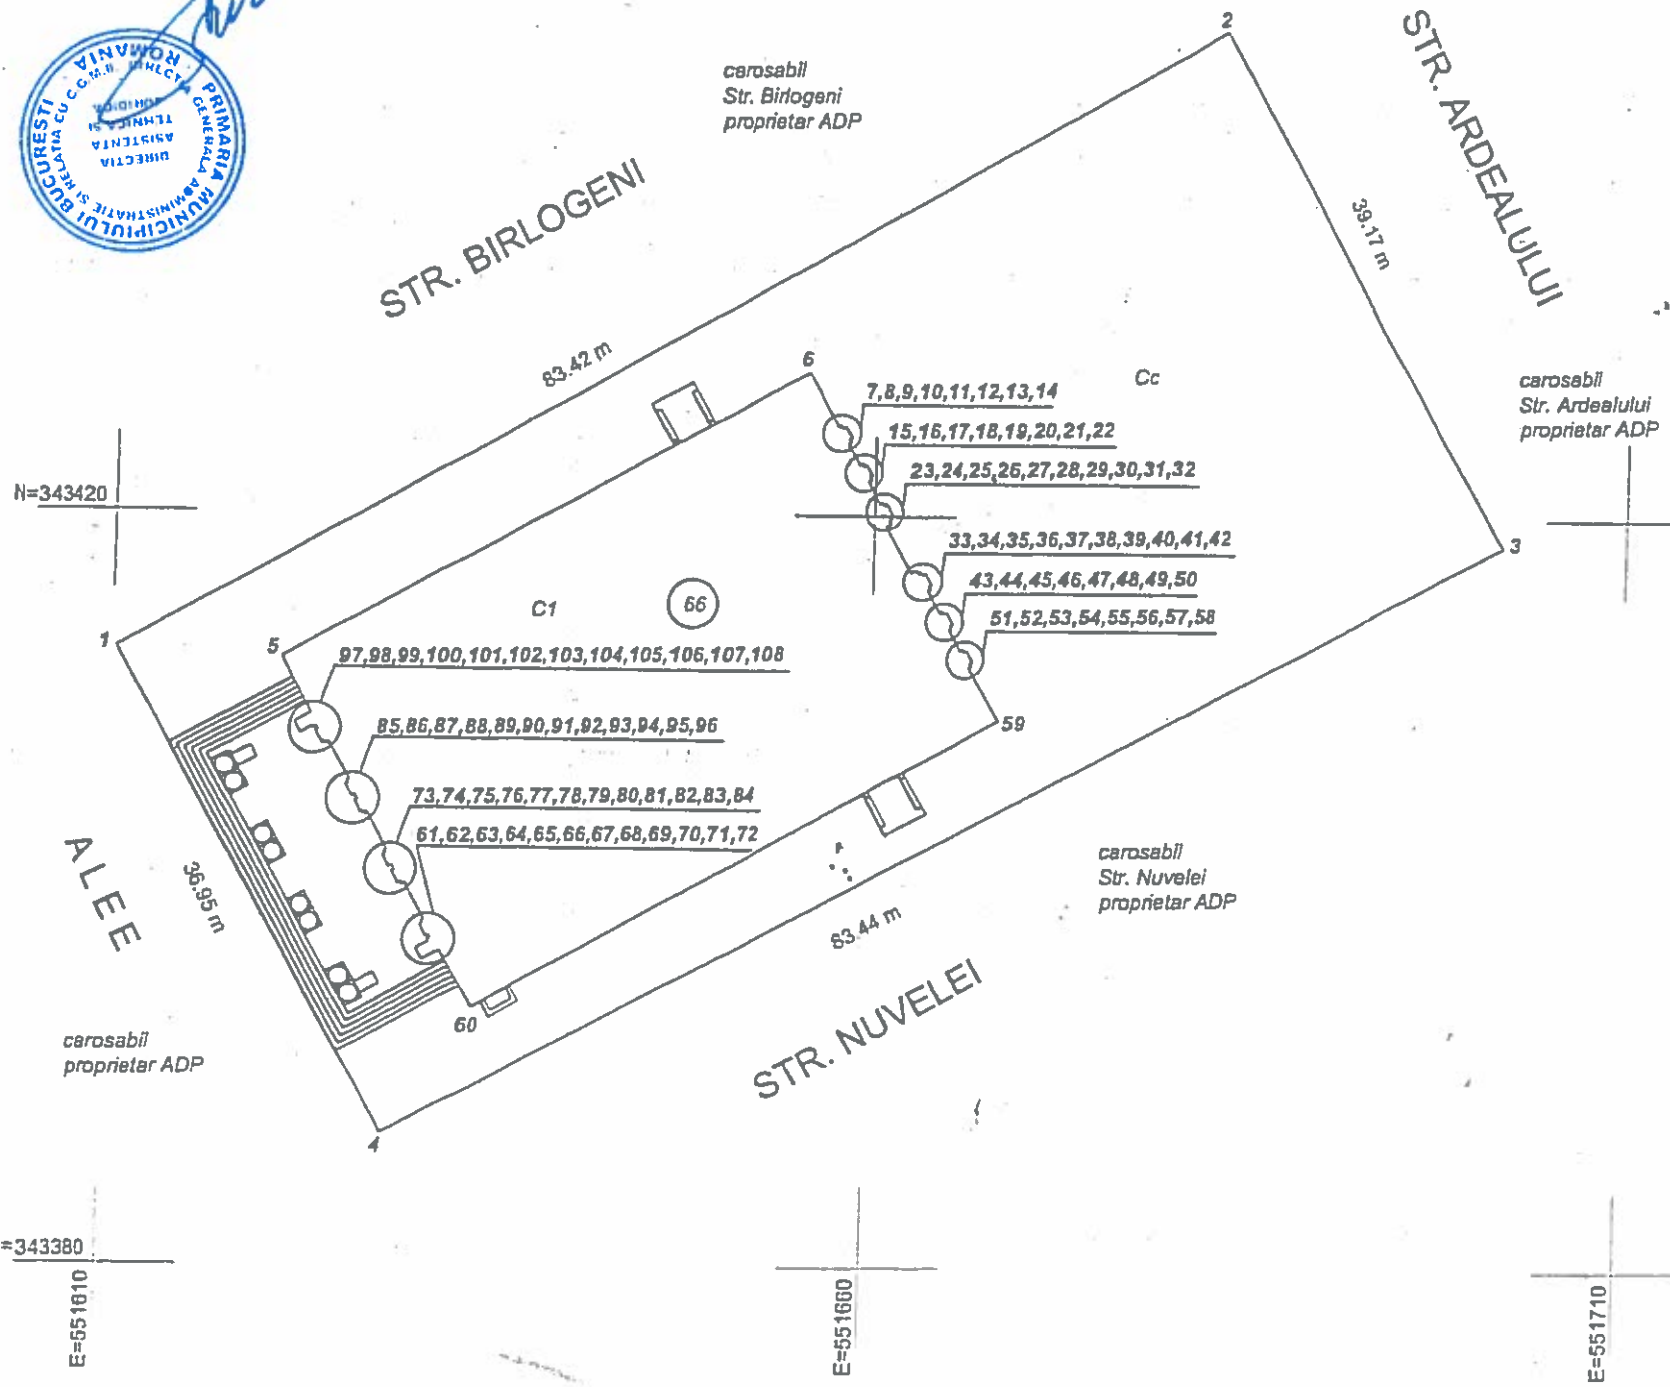 PRIMARIA MUNICIPIULUI BUCURESTI
ROMANIA
DIRECTIA
ASISTENTA
TEHNICA SI
JURIDICA
carosabil
Str. Birlogeni
proprietar ADP
STR. BIRLOGENI
STR. ARDEALULUI
2
39.17 m
83.42 m
6
Cc
7,8,9,10,11,12,13,14
15,16,17,18,19,20,21,22
23,24,25,26,27,28,29,30,31,32
carosabil
Str. Ardealului
proprietar ADP
N=343420
33,34,35,36,37,38,39,40,41,42
3
43,44,45,46,47,48,49,50
51,52,53,54,55,56,57,58
C1
66
1
5
97,98,99,100,101,102,103,104,105,106,107,108
85,86,87,88,89,90,91,92,93,94,95,96
59
73,74,75,76,77,78,79,80,81,82,83,84
61,62,63,64,65,66,67,68,69,70,71,72
ALEE
36.95 m
carosabil
Str. Nuvelei
proprietar ADP
83.44 m
STR. NUVELEI
60
carosabil
proprietar ADP
4
=343380
E=551610
E=551660
E=551710